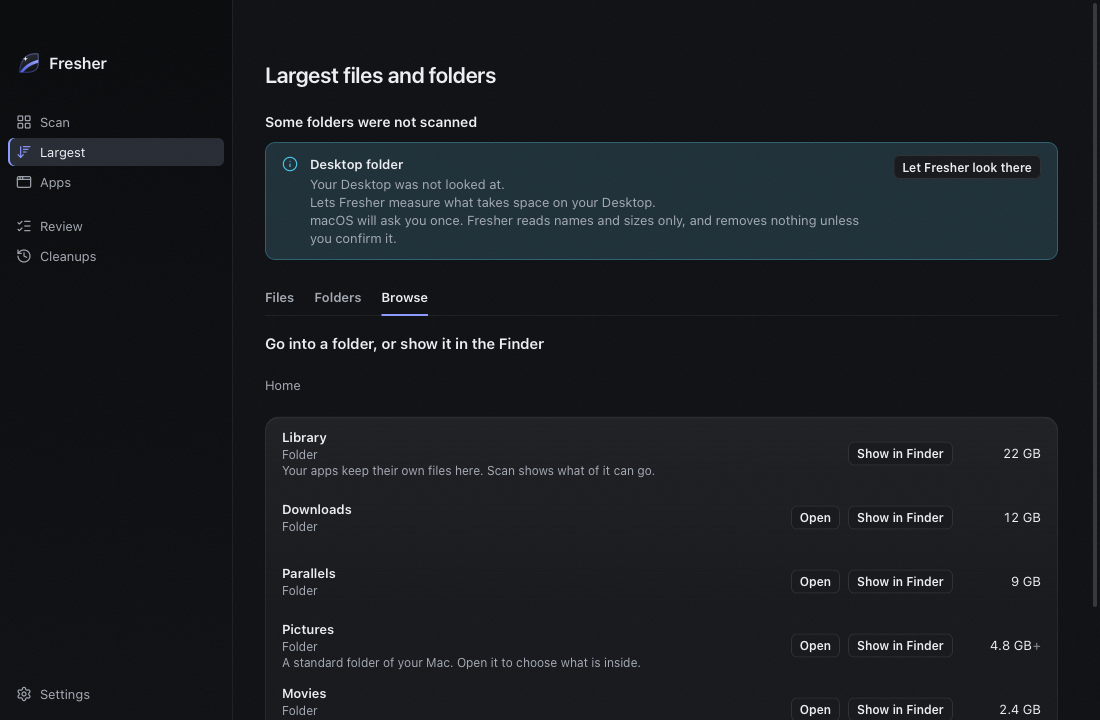 Fresher
Scan
Largest
Apps
Review
Cleanups
Settings
Largest files and folders
Some folders were not scanned
Desktop folder
Let Fresher look there
Your Desktop was not looked at.
Lets Fresher measure what takes space on your Desktop.
macOS will ask you once. Fresher reads names and sizes only, and removes nothing unless
you confirm it.
Files Folders Browse
Go into a folder, or show it in the Finder
Home
Library
Folder
Your apps keep their own files here. Scan shows what of it can go.
Show in Finder 22 GB
Downloads
Folder
Open Show in Finder 12 GB
Parallels
Folder
Open Show in Finder 9 GB
Pictures
Folder
A standard folder of your Mac. Open it to choose what is inside.
Open Show in Finder 4.8 GB+
Movies
Folder
Open Show in Finder 2.4 GB